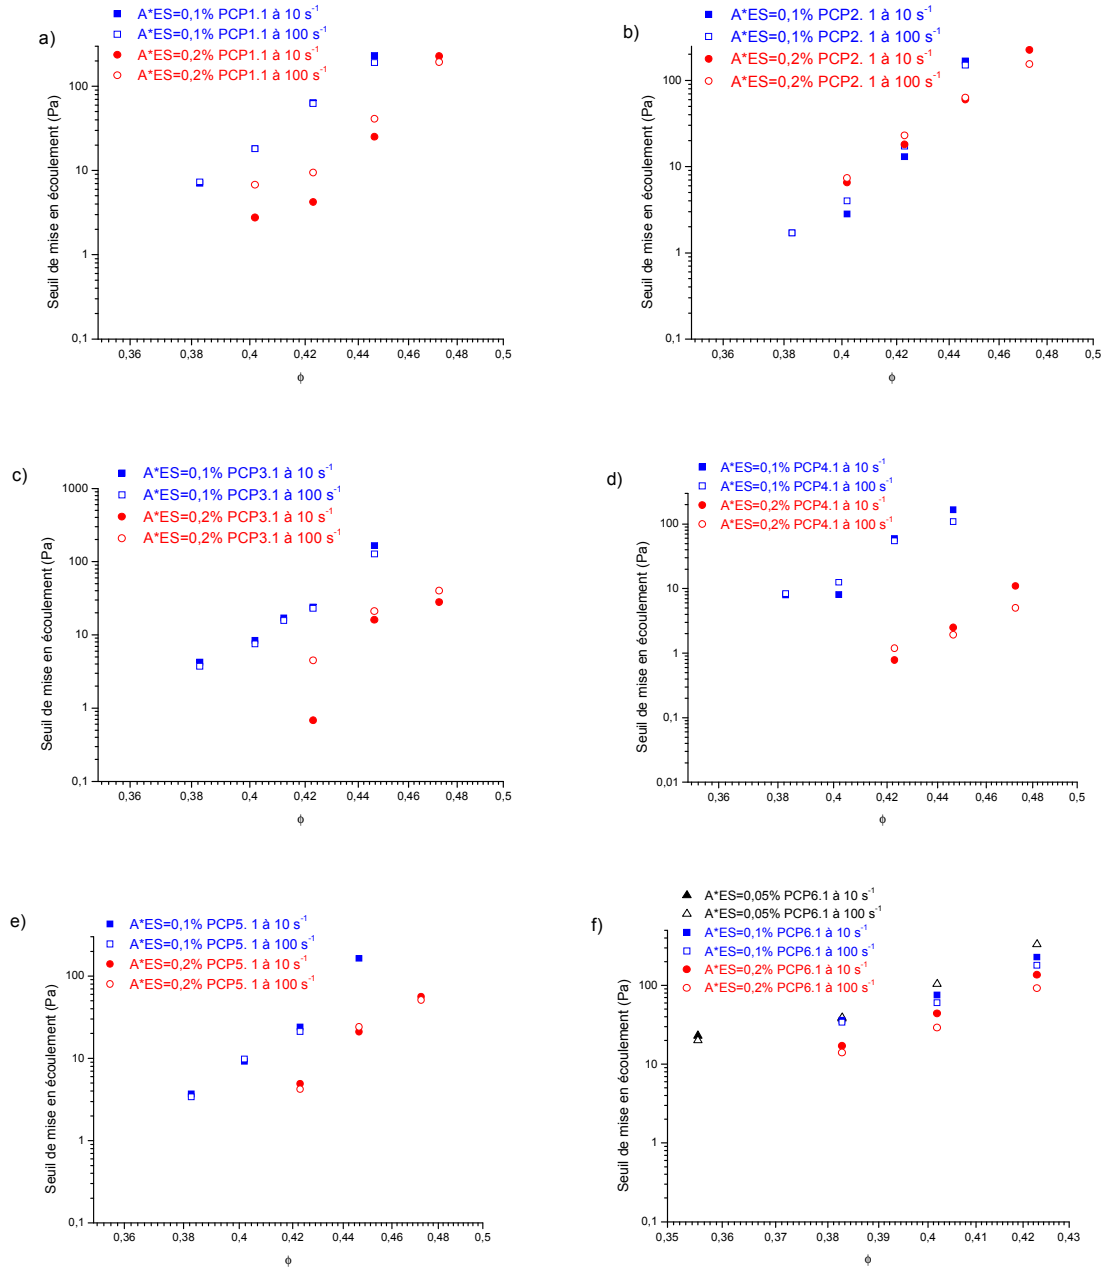 a)
A*ES=0,1% PCP1.1 à 10 s-1
A*ES=0,1% PCP1.1 à 100 s-1
A*ES=0,2% PCP1.1 à 10 s-1
A*ES=0,2% PCP1.1 à 100 s-1
Seuil de mise en écoulement (Pa)
100
10
1
0,1
0,36
0,4
0,42
0,44
0,46
0,48
0,5
ϕ
b)
A*ES=0,1% PCP2. 1 à 10 s-1
A*ES=0,1% PCP2. 1 à 100 s-1
A*ES=0,2% PCP2. 1 à 10 s-1
A*ES=0,2% PCP2. 1 à 100 s-1
Seuil de mise en écoulement (Pa)
100
10
1
0,1
0,36
0,38
0,4
0,42
0,44
0,46
0,48
0,5
ϕ
c)
A*ES=0,1% PCP3.1 à 10 s-1
A*ES=0,1% PCP3.1 à 100 s-1
A*ES=0,2% PCP3.1 à 10 s-1
A*ES=0,2% PCP3.1 à 100 s-1
Seuil de mise en écoulement (Pa)
1000
100
10
1
0,1
0,36
0,38
0,4
0,42
0,44
0,46
0,48
0,5
ϕ
d)
A*ES=0,1% PCP4.1 à 10 s-1
A*ES=0,1% PCP4.1 à 100 s-1
A*ES=0,2% PCP4.1 à 10 s-1
A*ES=0,2% PCP4.1 à 100 s-1
Seuil de mise en écoulement (Pa)
100
10
1
0,1
0,01
0,36
0,38
0,4
0,42
0,44
0,46
0,48
0,5
ϕ
e)
A*ES=0,1% PCP5. 1 à 10 s-1
A*ES=0,1% PCP5. 1 à 100 s-1
A*ES=0,2% PCP5. 1 à 10 s-1
A*ES=0,2% PCP5. 1 à 100 s-1
Seuil de mise en écoulement (Pa)
100
10
1
0,1
0,36
0,38
0,4
0,42
0,44
0,46
0,48
0,5
ϕ
f)
A*ES=0,05% PCP6.1 à 10 s-1
A*ES=0,05% PCP6.1 à 100 s-1
A*ES=0,1% PCP6.1 à 10 s-1
A*ES=0,1% PCP6.1 à 100 s-1
A*ES=0,2% PCP6.1 à 10 s-1
A*ES=0,2% PCP6.1 à 100 s-1
Seuil de mise en écoulement (Pa)
100
10
1
0,1
0,35
0,36
0,38
0,39
0,4
0,41
0,42
0,43
ϕ